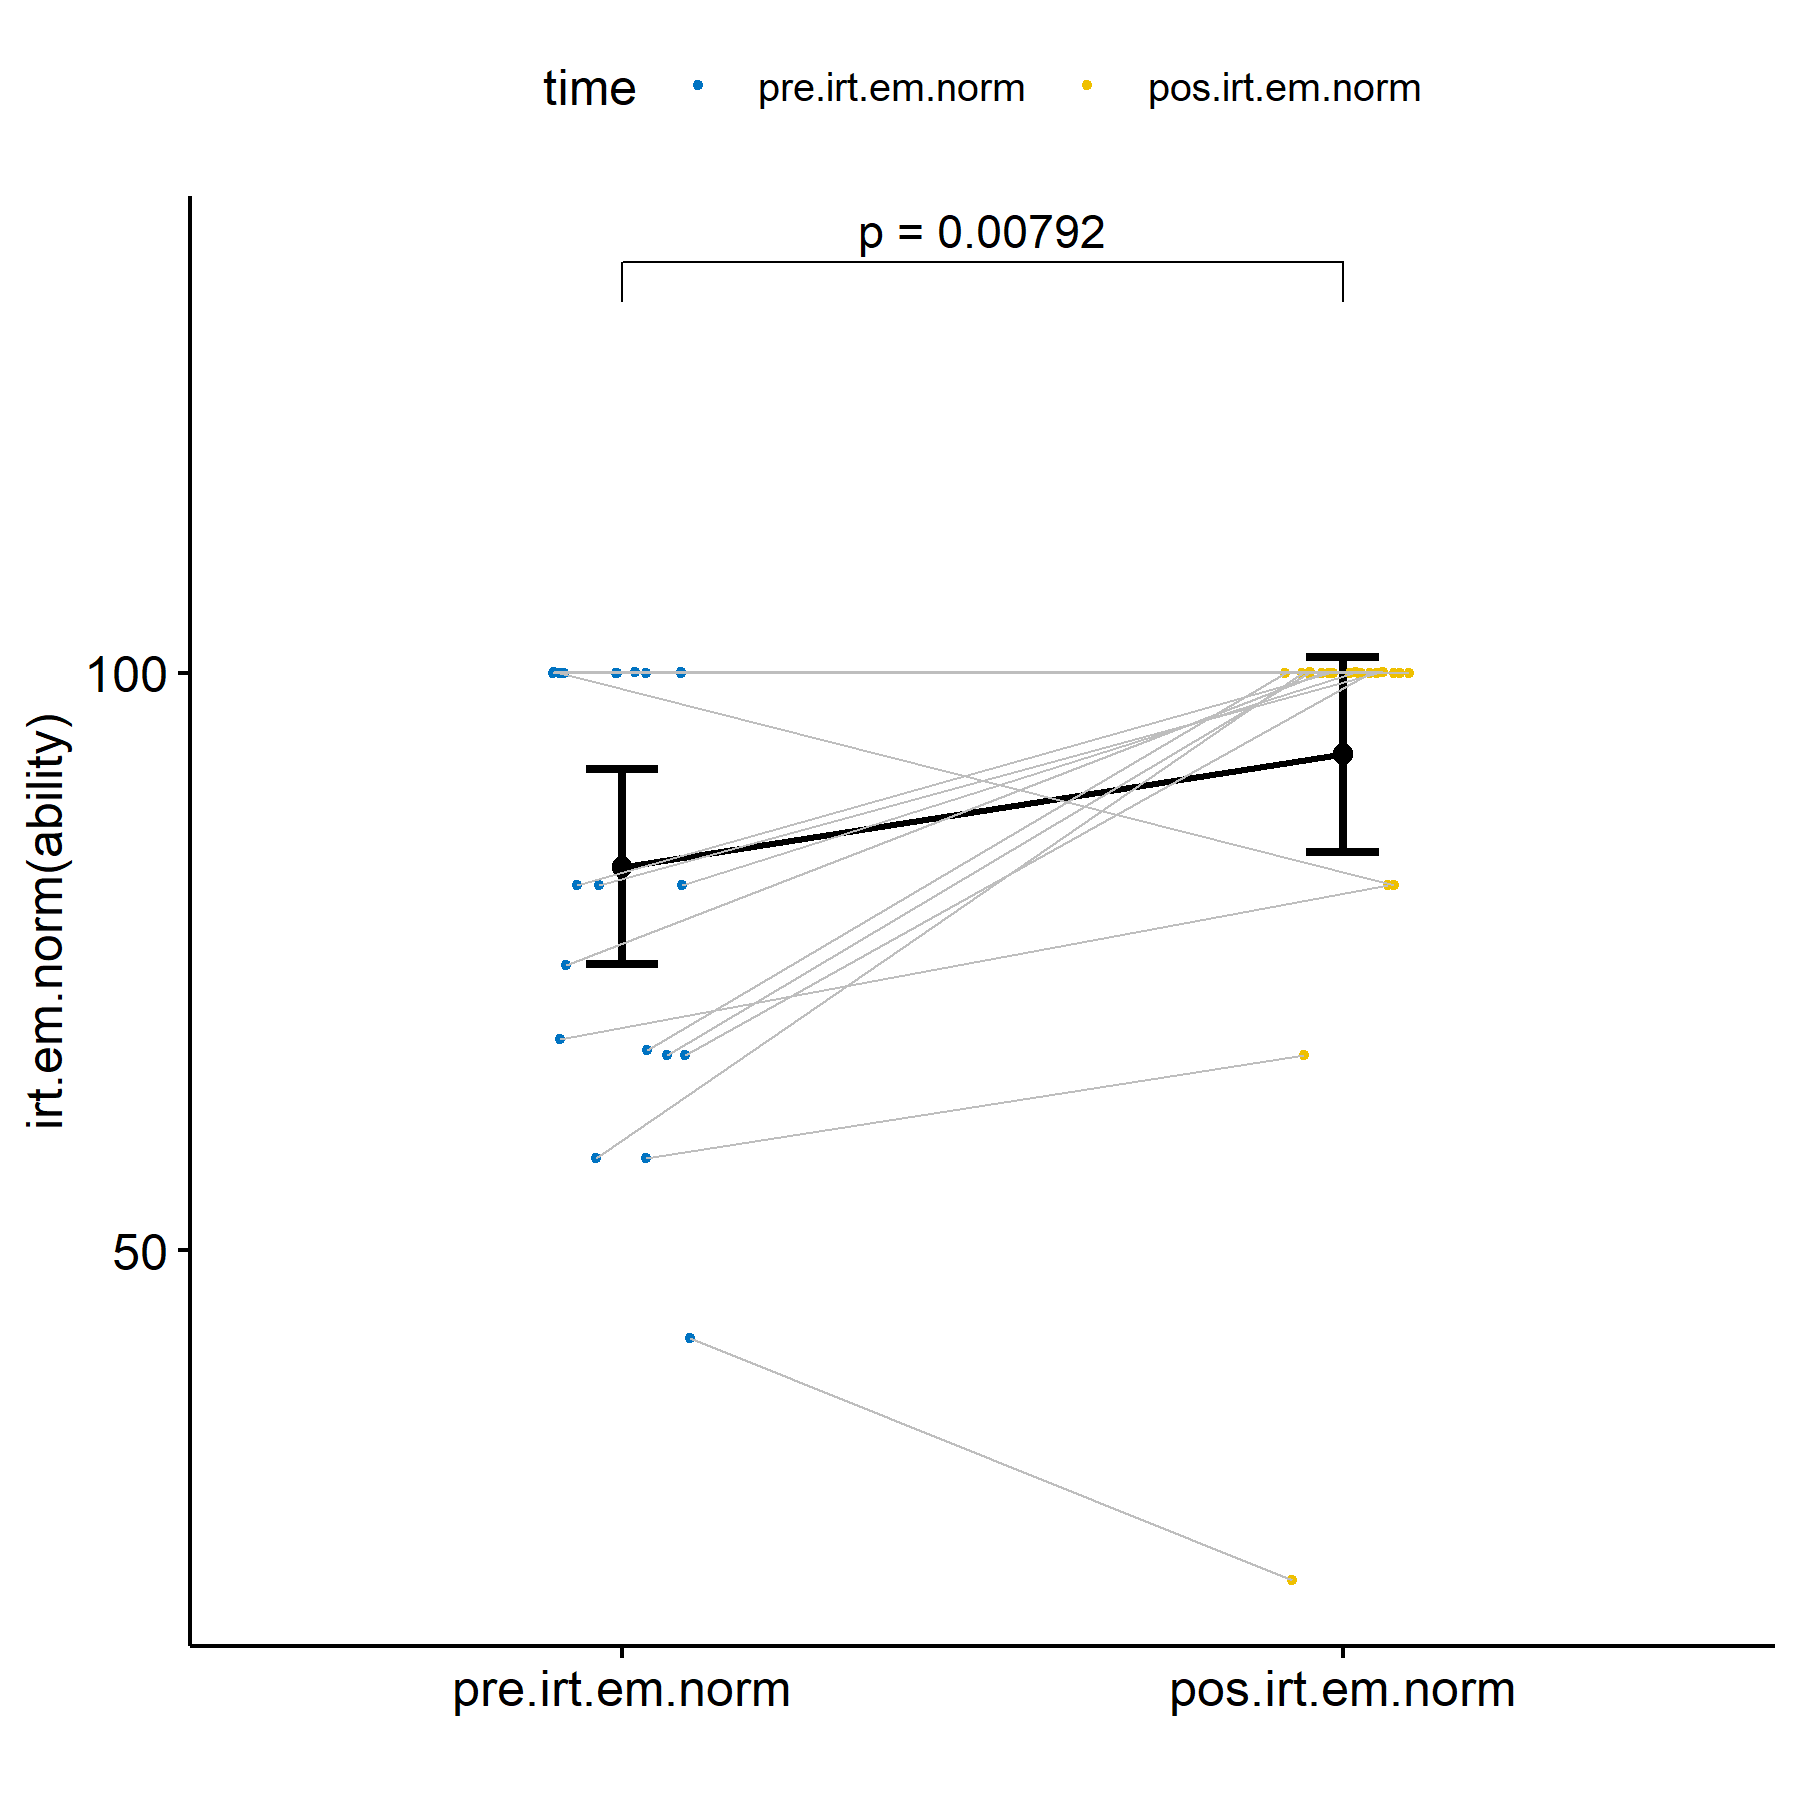 time pre.irt.em.norm pos.irt.em.norm
p = 0.00792
100
50
irt.em.norm(ability)
pre.irt.em.norm pos.irt.em.norm